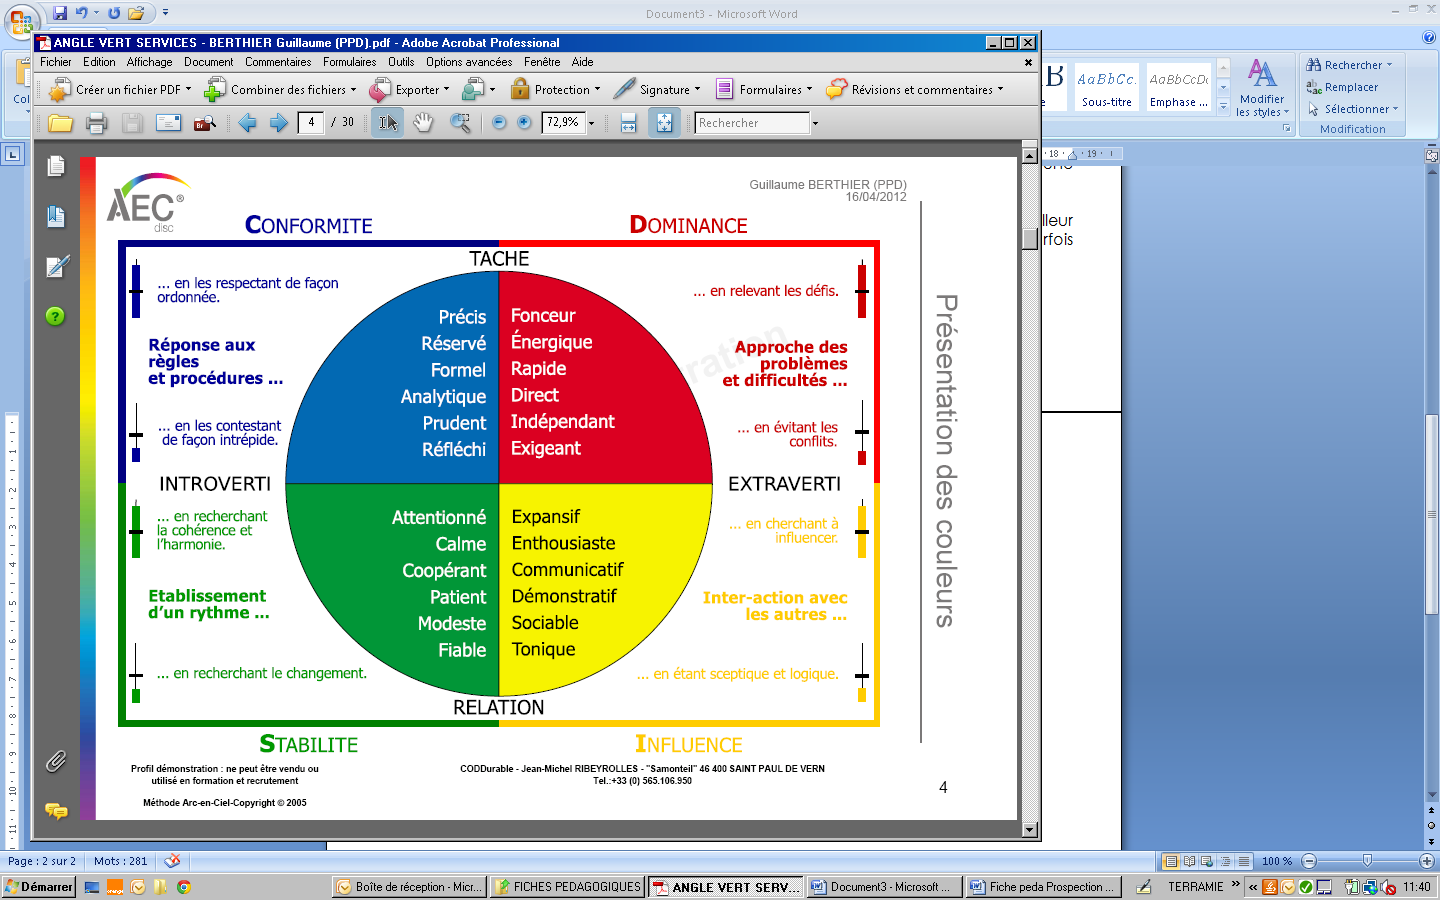 Document3 - Microsoft Word
ANGLE VERT SERVICES - BERTHIER Guillaume (PPD).pdf - Adobe Acrobat Professional
Fichier Edition Affichage Document Commentaires Formulaires Outils Options avancées Fenêtre Aide
Créer un fichier PDF Combiner des fichiers Exporter Protection Signature Formulaires Révisions et commentaires
4 / 30 72,9% Rechercher
Col
AaBbCc. AaBbCcDc
Sous-titre Emphase ...
Modifier
les styles
Rechercher
Remplacer
Sélectionner
Modification
18 19
lleur
rfois
AEC®
disc
Guillaume BERTHIER (PPD)
16/04/2012
CONFORMITE
DOMINANCE
TACHE
... en les respectant de façon
ordonnée.
Réponse aux
règles
et procédures ...
... en les contestant
de façon intrépide.
Précis
Réservé
Formel
Analytique
Prudent
Réfléchi
Fonceur
Énergique
Rapide
Direct
Indépendant
Exigeant
ration
... en relevant les défis.
Approche des
problèmes
et difficultés ...
... en évitant les
conflits.
INTROVERTI
EXTRAVERTI
... en recherchant
la cohérence et
l'harmonie.
Etablissement
d'un rythme ...
... en recherchant le changement.
Attentionné
Calme
Coopérant
Patient
Modeste
Fiable
Expansif
Enthousiaste
Communicatif
Démonstratif
Sociable
Tonique
... en cherchant à
influencer.
Inter-action avec
les autres ...
... en étant sceptique et logique.
RELATION
STABILITE
INFLUENCE
Présentation des couleurs
Profil démonstration : ne peut être vendu ou
utilisé en formation et recrutement
Méthode Arc-en-Ciel-Copyright © 2005
CODDurable - Jean-Michel RIBEYROLLES - "Samonteil" 46 400 SAINT PAUL DE VERN
Tel.:+33 (0) 565.106.950
4
Page : 2 sur 2 Mots : 281
100 %
Démarrer
Boîte de réception - Micr...
FICHES PEDAGOGIQUES
ANGLE VERT SERV...
Document3 - Microsoft ...
Fiche peda Prospection ...
TERRAMIE
11:40